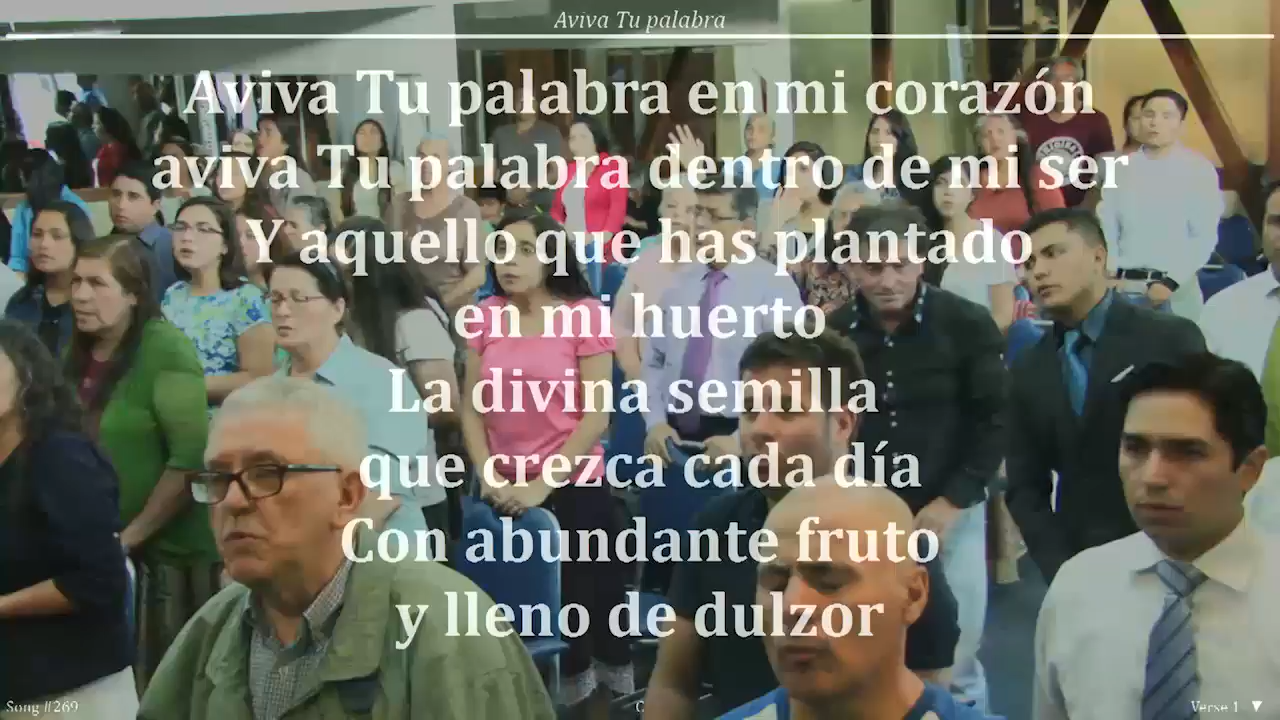 Aviva Tu palabra
Aviva Tu palabra en mi corazón
aviva Tu palabra dentro de mi ser
Y aquello que has plantado
en mi huerto
La divina semilla
que crezca cada día
Con abundante fruto
y lleno de dulzor
Song #269
Verse 1 ▼